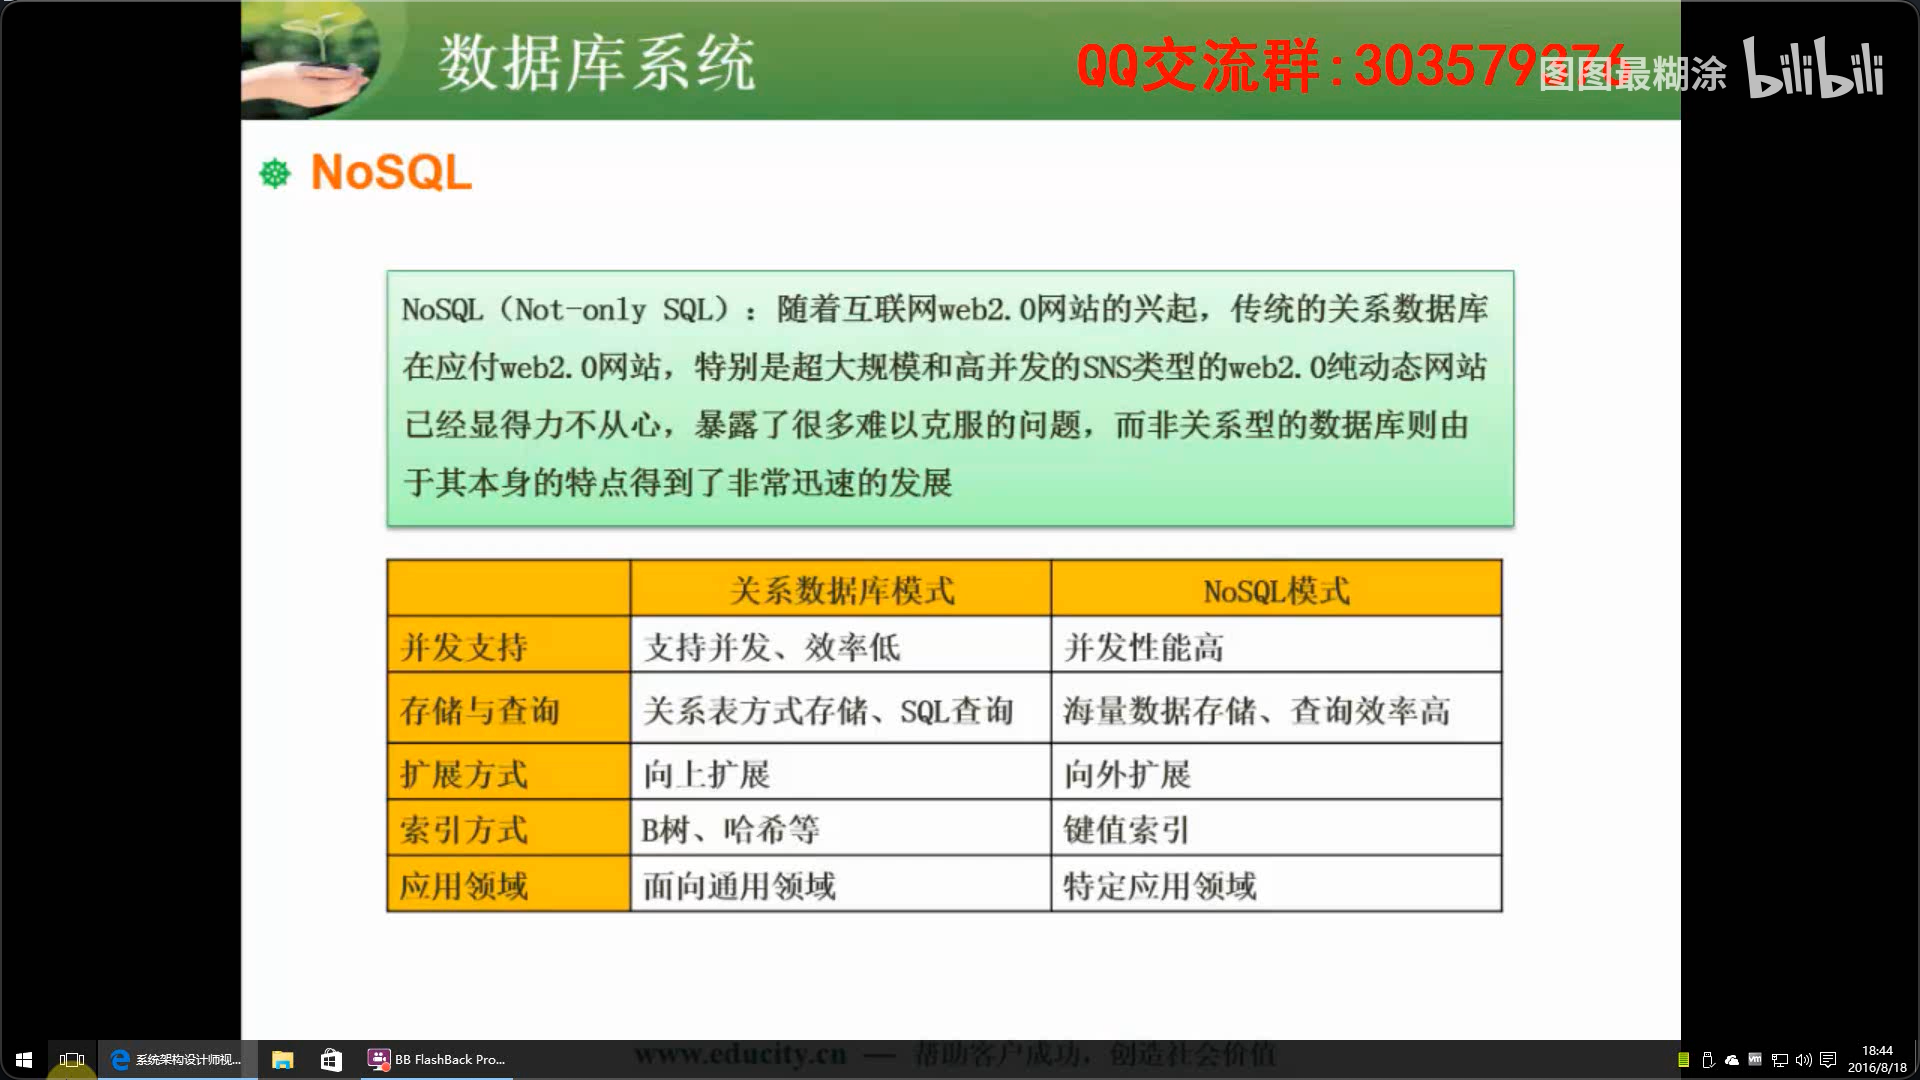 数据库系统
QQ交流群:303579276
图图最糊涂 bilibili
NoSQL
NoSQL（Not-only SQL）：随着互联网web2.0网站的兴起，传统的关系数据库
在应付web2.0网站，特别是超大规模和高并发的SNS类型的web2.0纯动态网站
已经显得力不从心，暴露了很多难以克服的问题，而非关系型的数据库则由
于其本身的特点得到了非常迅速的发展
关系数据库模式 NoSQL模式
并发支持 支持并发、效率低 并发性能高
存储与查询 关系表方式存储、SQL查询 海量数据存储、查询效率高
扩展方式 向上扩展 向外扩展
索引方式 B树、哈希等 键值索引
应用领域 面向通用领域 特定应用领域
www.educity.cn — 帮助客户成功，创造社会价值
系统架构设计师视...
BB FlashBack Pro...
18:44
2016/8/18